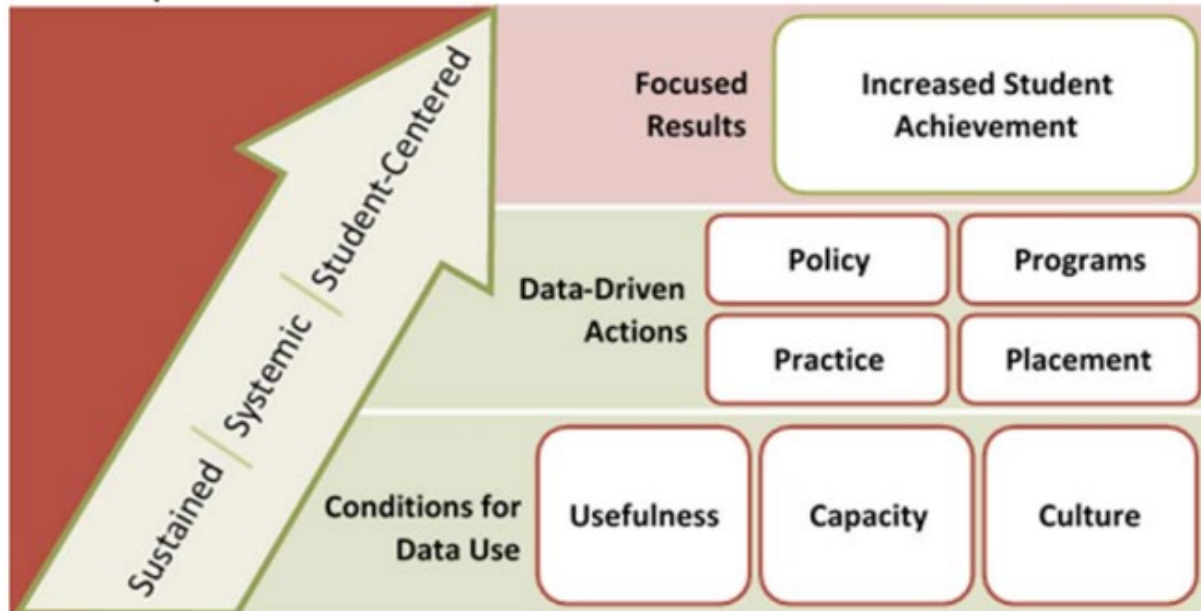 Focused
Results
Increased Student
Achievement
Data-Driven
Actions
Policy
Programs
Practice
Placement
Conditions for
Data Use
Usefulness
Capacity
Culture
Sustained
Systemic
Student-Centered